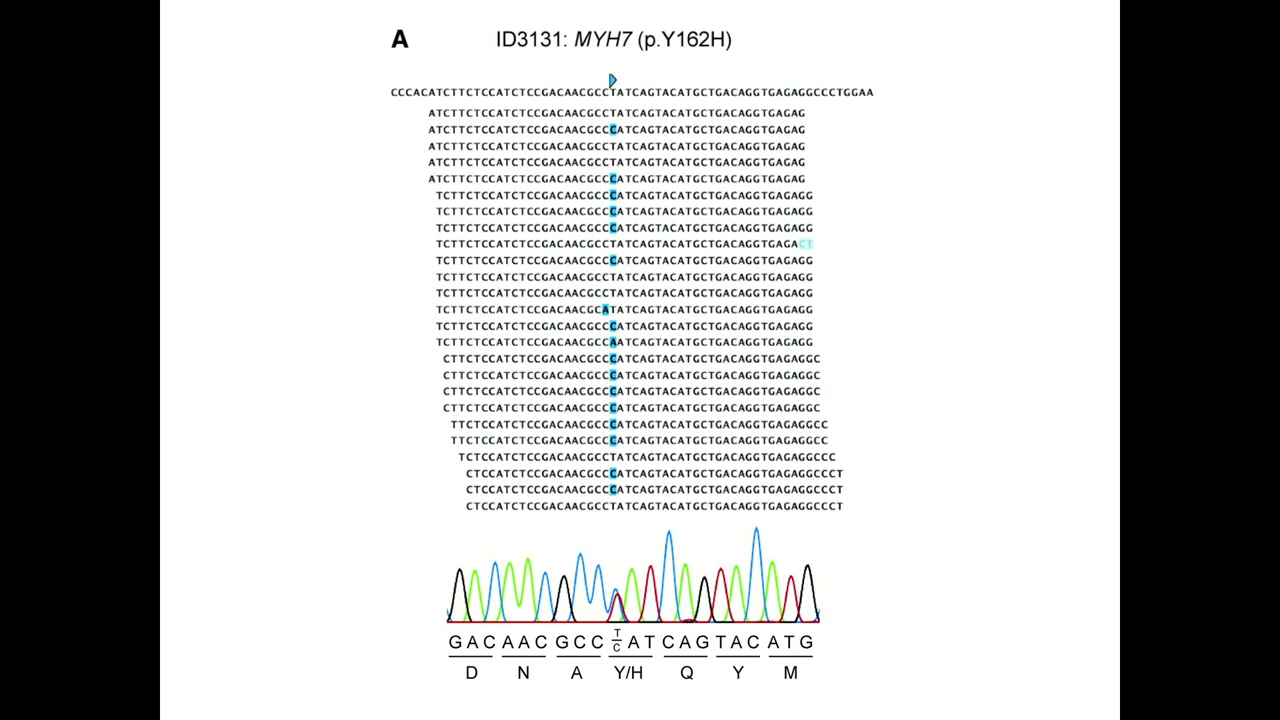 A
ID3131: MYH7 (p.Y162H)
CCCACATCTTCTCCATCTCCGACAACGCCTATCAGTACATGCTGACAGGTGAGAGGCCCTGGAA
ATCTTCTCCATCTCCGACAACGCCTATCAGTACATGCTGACAGGTGAGAG
ATCTTCTCCATCTCCGACAACGCCCATCAGTACATGCTGACAGGTGAGAG
ATCTTCTCCATCTCCGACAACGCCTATCAGTACATGCTGACAGGTGAGAG
ATCTTCTCCATCTCCGACAACGCCTATCAGTACATGCTGACAGGTGAGAG
ATCTTCTCCATCTCCGACAACGCCCATCAGTACATGCTGACAGGTGAGAG
TCTTCTCCATCTCCGACAACGCCCATCAGTACATGCTGACAGGTGAGAGG
TCTTCTCCATCTCCGACAACGCCCATCAGTACATGCTGACAGGTGAGAGG
TCTTCTCCATCTCCGACAACGCCCATCAGTACATGCTGACAGGTGAGAGG
TCTTCTCCATCTCCGACAACGCCTATCAGTACATGCTGACAGGTGAGACT
TCTTCTCCATCTCCGACAACGCCCATCAGTACATGCTGACAGGTGAGAGG
TCTTCTCCATCTCCGACAACGCCTATCAGTACATGCTGACAGGTGAGAGG
TCTTCTCCATCTCCGACAACGCCTATCAGTACATGCTGACAGGTGAGAGG
TCTTCTCCATCTCCGACAACGCATATCAGTACATGCTGACAGGTGAGAGG
TCTTCTCCATCTCCGACAACGCCCATCAGTACATGCTGACAGGTGAGAGG
TCTTCTCCATCTCCGACAACGCCAATCAGTACATGCTGACAGGTGAGAGG
CTTCTCCATCTCCGACAACGCCCATCAGTACATGCTGACAGGTGAGAGGC
CTTCTCCATCTCCGACAACGCCCATCAGTACATGCTGACAGGTGAGAGGC
CTTCTCCATCTCCGACAACGCCCATCAGTACATGCTGACAGGTGAGAGGC
CTTCTCCATCTCCGACAACGCCCATCAGTACATGCTGACAGGTGAGAGGC
TTCTCCATCTCCGACAACGCCCATCAGTACATGCTGACAGGTGAGAGGCC
TTCTCCATCTCCGACAACGCCCATCAGTACATGCTGACAGGTGAGAGGCC
TCTCCATCTCCGACAACGCCTATCAGTACATGCTGACAGGTGAGAGGCCC
CTCCATCTCCGACAACGCCCATCAGTACATGCTGACAGGTGAGAGGCCCT
CTCCATCTCCGACAACGCCCATCAGTACATGCTGACAGGTGAGAGGCCCT
CTCCATCTCCGACAACGCCTATCAGTACATGCTGACAGGTGAGAGGCCCT
GAC AAC GCC T/C AT CAG TAC ATG
D N A Y/H Q Y M